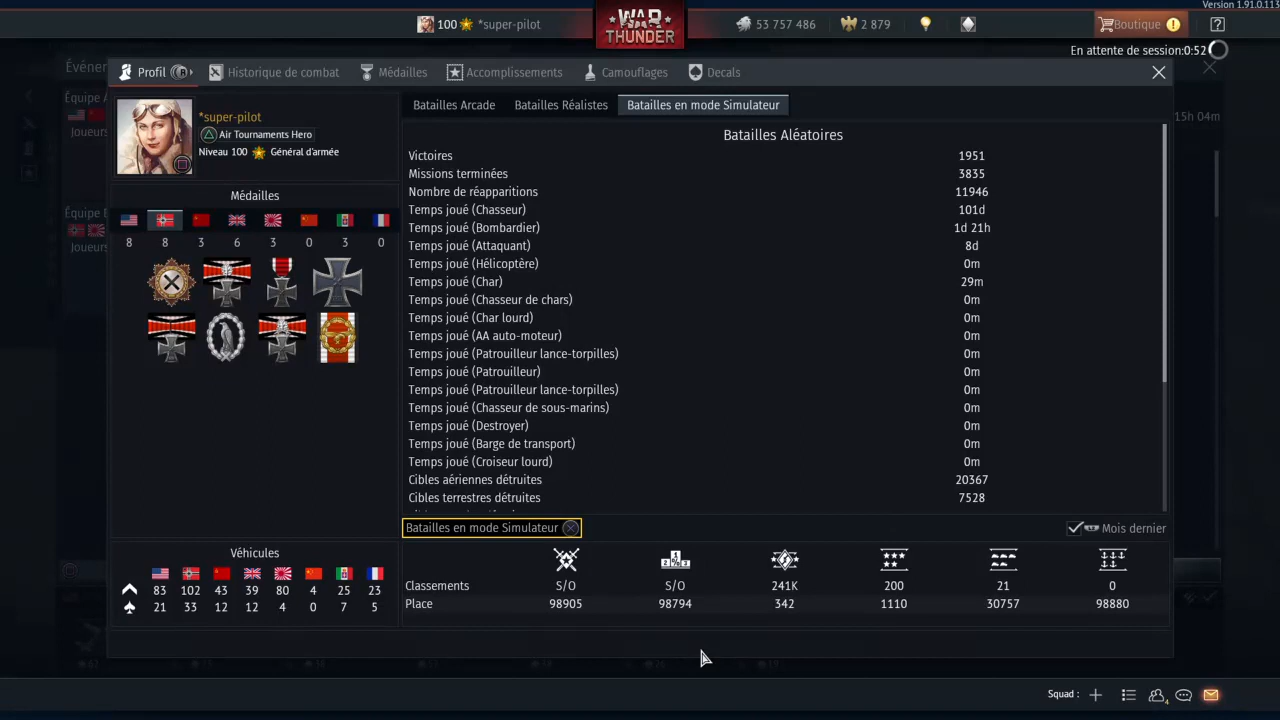 Version 1.91.0.113
100 *super-pilot
WAR THUNDER
53 757 486
2 879
Boutique
En attente de session:0:52
Profil
Historique de combat
Médailles
Accomplissements
Camouflages
Decals
*super-pilot
Air Tournaments Hero
Niveau 100 Général d'armée
Médailles
8 8 3 6 3 0 3 0
Batailles Arcade
Batailles Réalistes
Batailles en mode Simulateur
Batailles Aléatoires
Victoires 1951
Missions terminées 3835
Nombre de réapparitions 11946
Temps joué (Chasseur) 101d
Temps joué (Bombardier) 1d 21h
Temps joué (Attaquant) 8d
Temps joué (Hélicoptère) 0m
Temps joué (Char) 29m
Temps joué (Chasseur de chars) 0m
Temps joué (Char lourd) 0m
Temps joué (AA auto-moteur) 0m
Temps joué (Patrouilleur lance-torpilles) 0m
Temps joué (Patrouilleur) 0m
Temps joué (Patrouilleur lance-torpilles) 0m
Temps joué (Chasseur de sous-marins) 0m
Temps joué (Destroyer) 0m
Temps joué (Barge de transport) 0m
Temps joué (Croiseur lourd) 0m
Cibles aériennes détruites 20367
Cibles terrestres détruites 7528
Batailles en mode Simulateur
Mois dernier
Véhicules
83 102 43 39 80 4 25 23
21 33 12 12 4 0 7 5
Classements S/O S/O 241K 200 21 0
Place 98905 98794 342 1110 30757 98880
15h 04m
Équipe
Joueurs
Équipe
Joueurs
Squad :